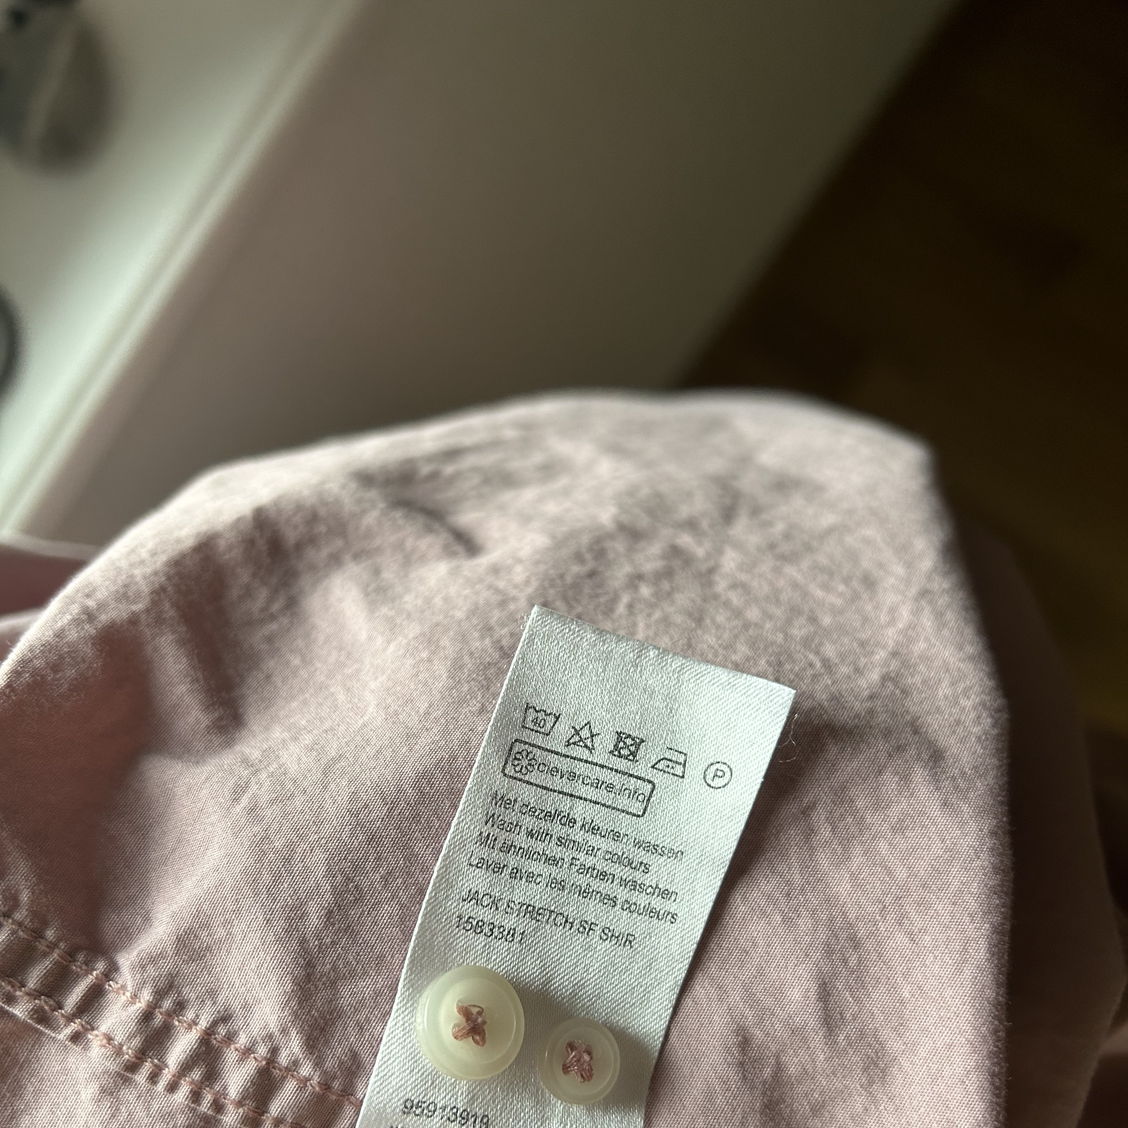 40
P
clevercare.info
Met dezelfde kleuren wassen
Wash with similar colours
Mit ähnlichen Farben waschen
Laver avec les mêmes couleurs
JACK STRETCH SF SHIR
1583381
95913919